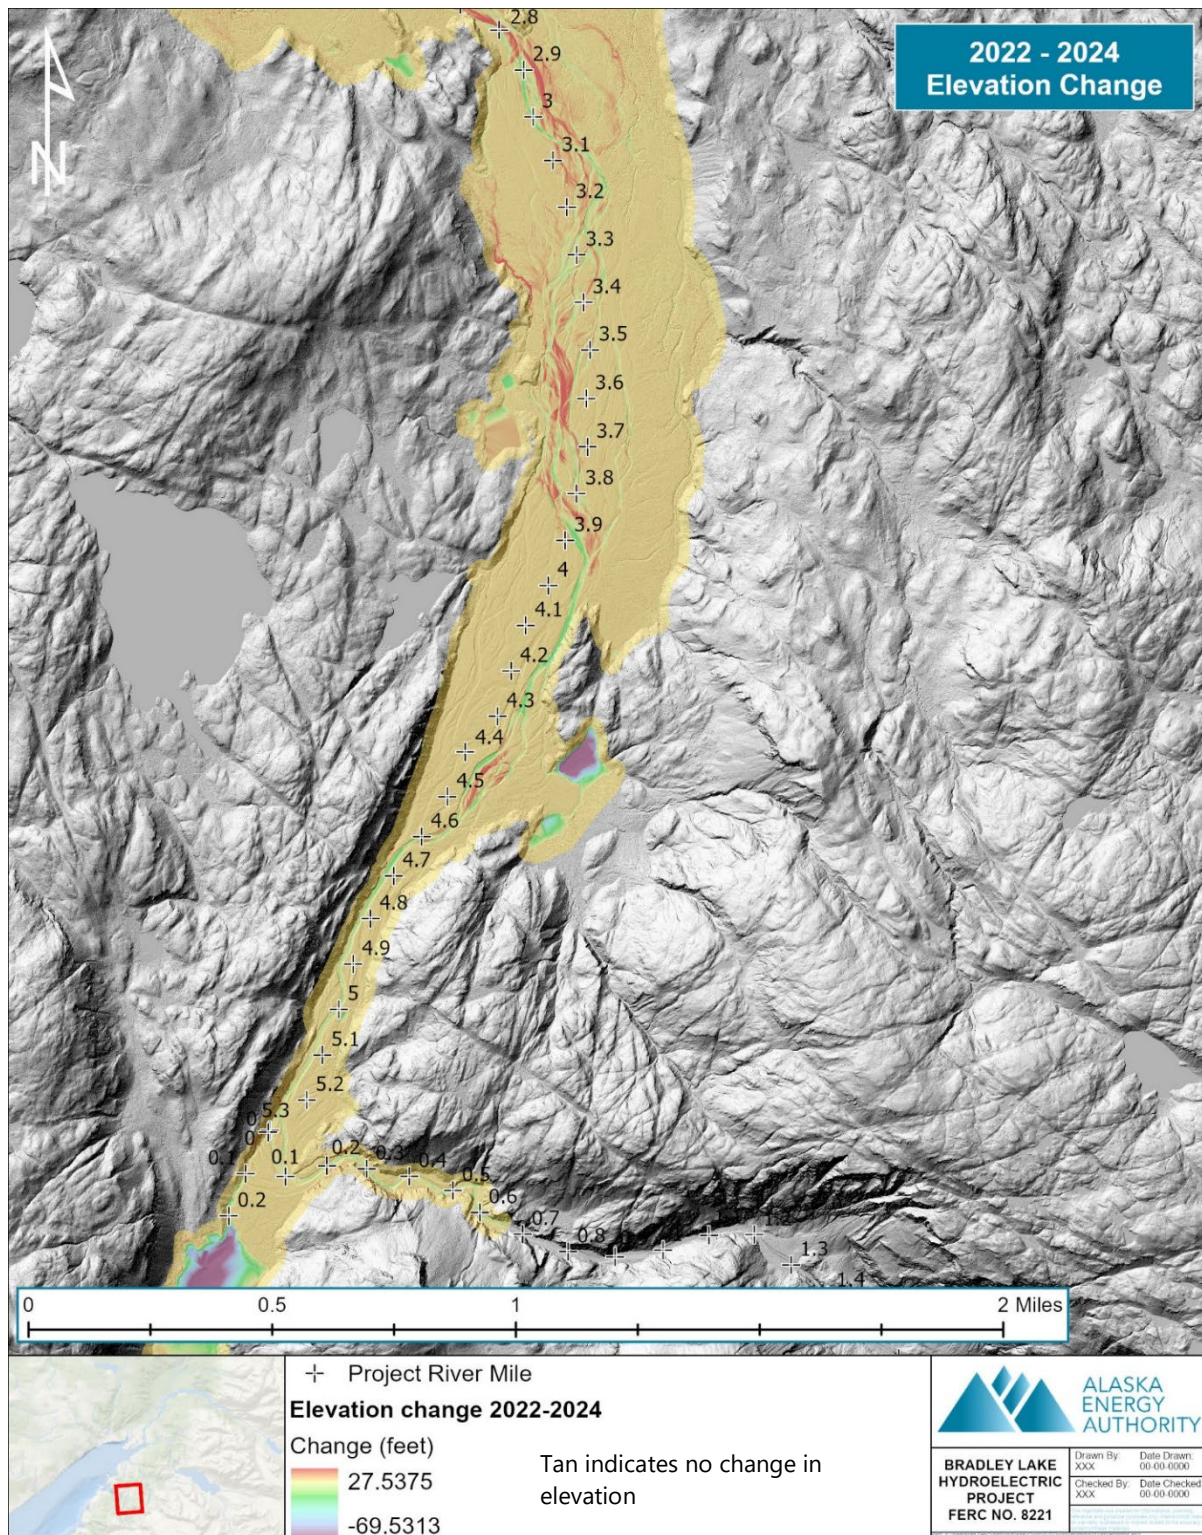 2022 - 2024
Elevation Change
N
2.8
2.9
3
3.1
3.2
3.3
3.4
3.5
3.6
3.7
3.8
3.9
4
4.1
4.2
4.3
4.4
4.5
4.6
4.7
4.8
4.9
5
5.1
5.2
5.3
0
0
0.1
0.1
0.2
0.3
0.4
0.5
0.2
0.6
0.7
0.8
1.3
1.4
0 0.5 1 2 Miles
Project River Mile
Elevation change 2022-2024
Change (feet)
27.5375
-69.5313
Tan indicates no change in
elevation
ALASKA
ENERGY
AUTHORITY
BRADLEY LAKE
HYDROELECTRIC
PROJECT
FERC NO. 8221
Drawn By: Date Drawn:
XXX 00-00-0000
Checked By: Date Checked:
XXX 00-00-0000